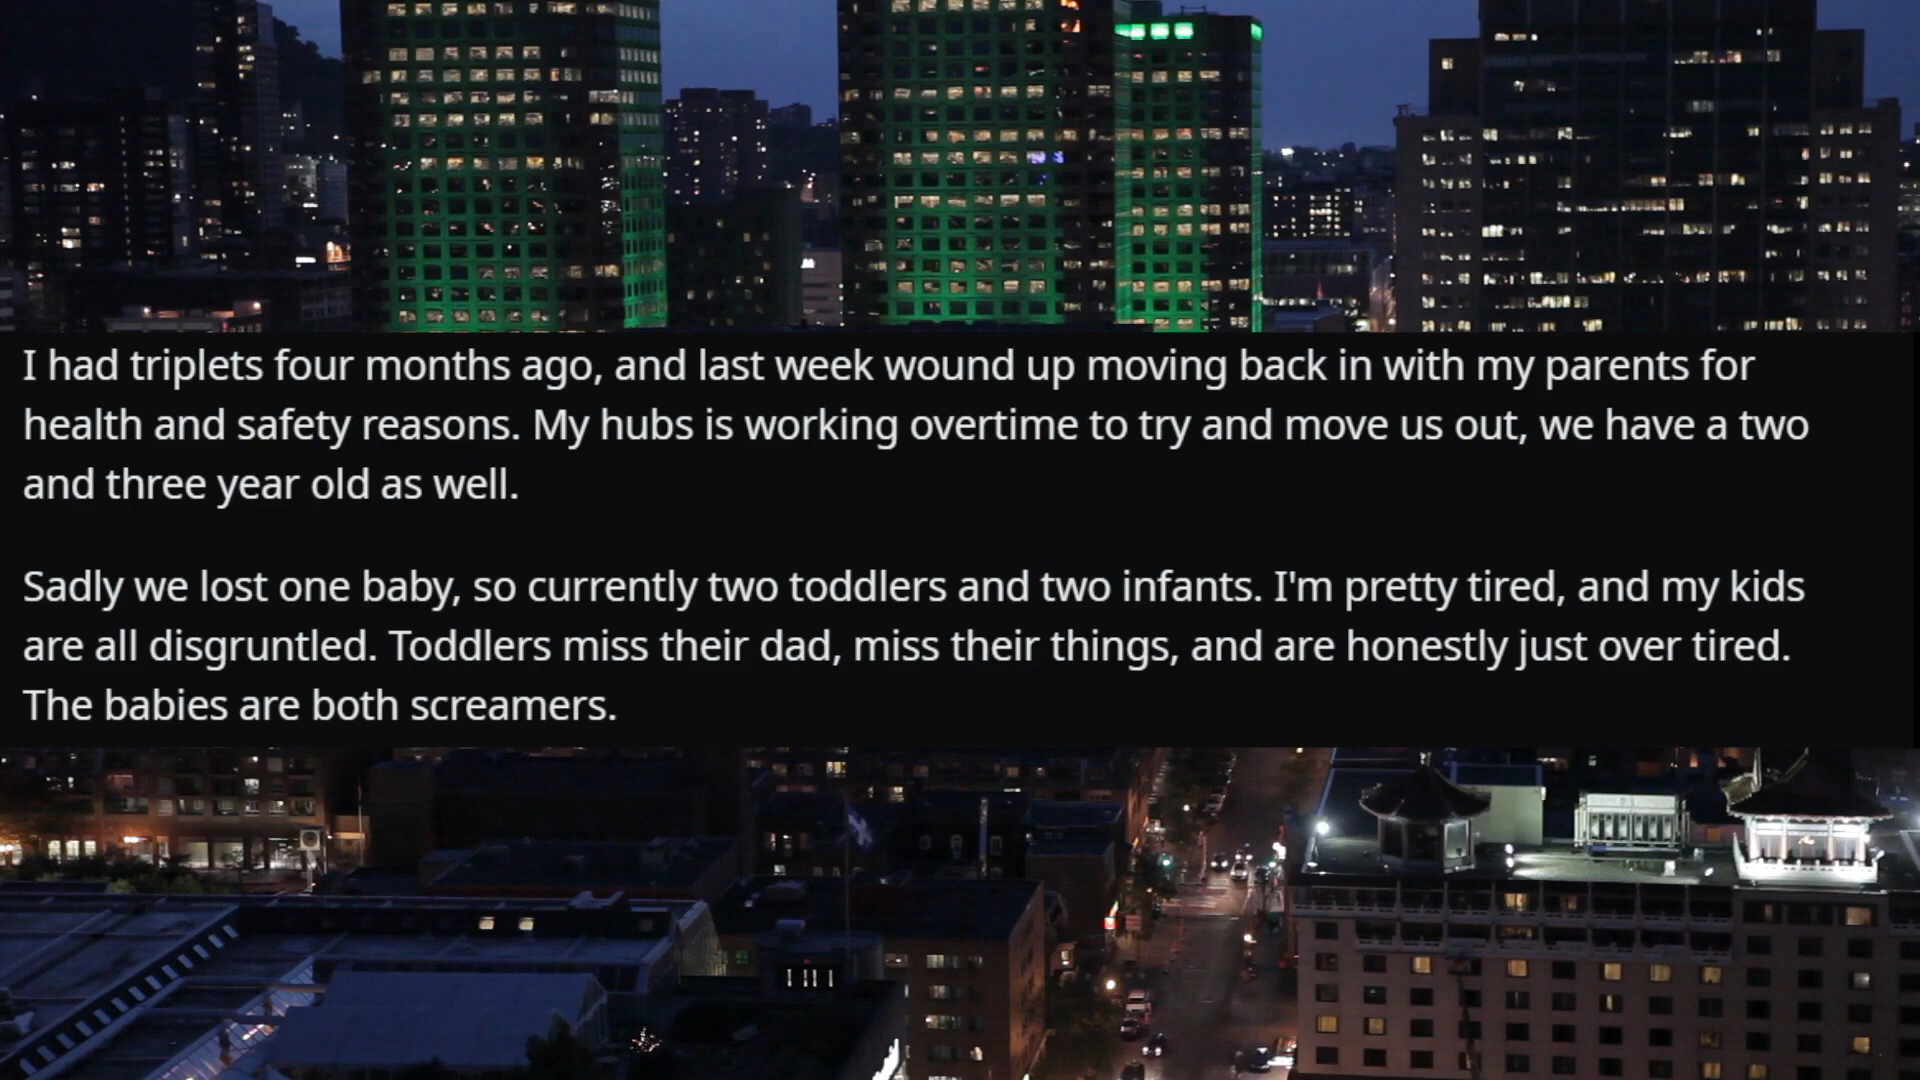 I had triplets four months ago, and last week wound up moving back in with my parents for
health and safety reasons. My hubs is working overtime to try and move us out, we have a two
and three year old as well.
Sadly we lost one baby, so currently two toddlers and two infants. I'm pretty tired, and my kids
are all disgruntled. Toddlers miss their dad, miss their things, and are honestly just over tired.
The babies are both screamers.